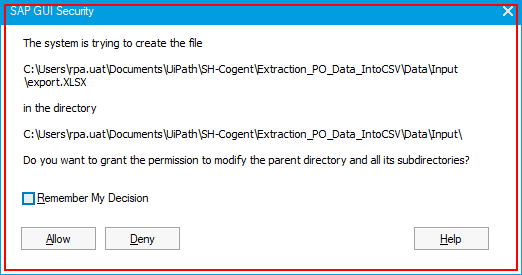 SAP GUI Security
The system is trying to create the file
C:\Users\rpa.uat\Documents\UiPath\SH-Cogent\Extraction_PO_Data_IntoCSV\Data\Input
\export.XLSX
in the directory
C:\Users\rpa.uat\Documents\UiPath\SH-Cogent\Extraction_PO_Data_IntoCSV\Data\Input\
Do you want to grant the permission to modify the parent directory and all its subdirectories?
Remember My Decision
Allow Deny Help